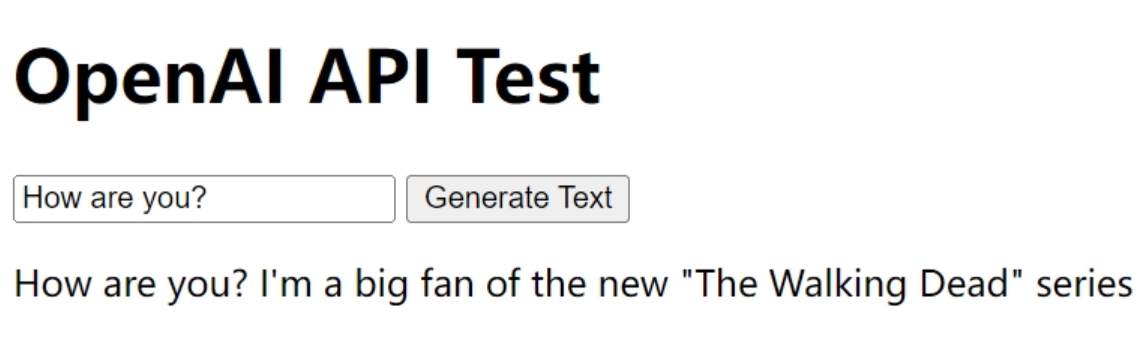 OpenAI API Test
How are you? Generate Text
How are you? I'm a big fan of the new "The Walking Dead" series